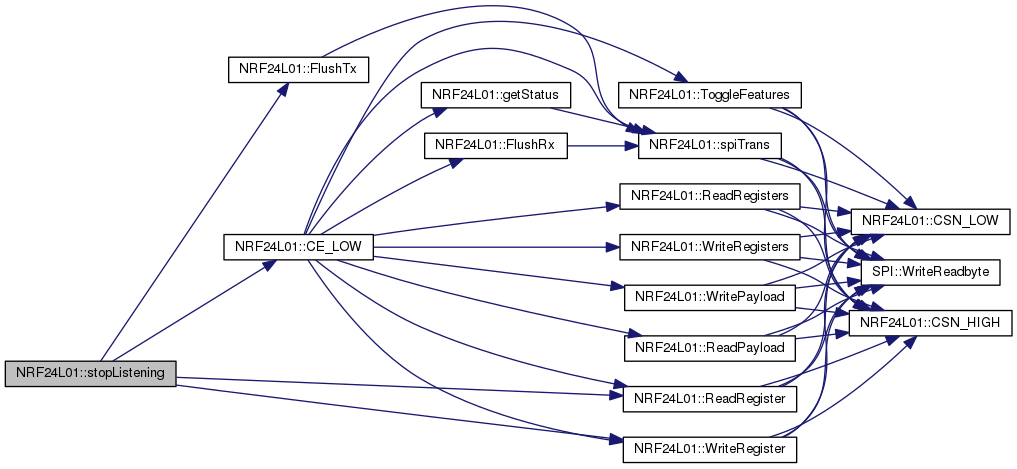 NRF24L01::FlushTx
NRF24L01::ToggleFeatures
NRF24L01::getStatus
NRF24L01::FlushRx
NRF24L01::spiTrans
NRF24L01::ReadRegisters
NRF24L01::CSN_LOW
NRF24L01::CE_LOW
NRF24L01::WriteRegisters
SPI::WriteReadbyte
NRF24L01::WritePayload
NRF24L01::CSN_HIGH
NRF24L01::ReadPayload
NRF24L01::stopListening
NRF24L01::ReadRegister
NRF24L01::WriteRegister